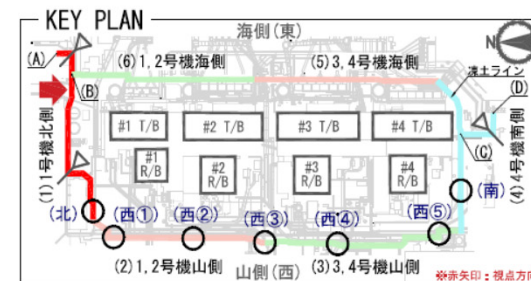 KEY PLAN
海側(東)
N
(A)
(6)1,2号機海側
(5)3,4号機海側
凍土ライン
(B)
(D)
#1 T/B
#2 T/B
#3 T/B
#4 T/B
(C)
(1)1号機北側
(4)4号機南側
#1
R/B
#2
R/B
#3
R/B
#4
R/B
(北)
(西①)
(西②)
(西③)
(西④)
(西⑤)
(南)
(2)1,2号機山側
(3)3,4号機山側
山側(西)
※赤矢印:視点方向